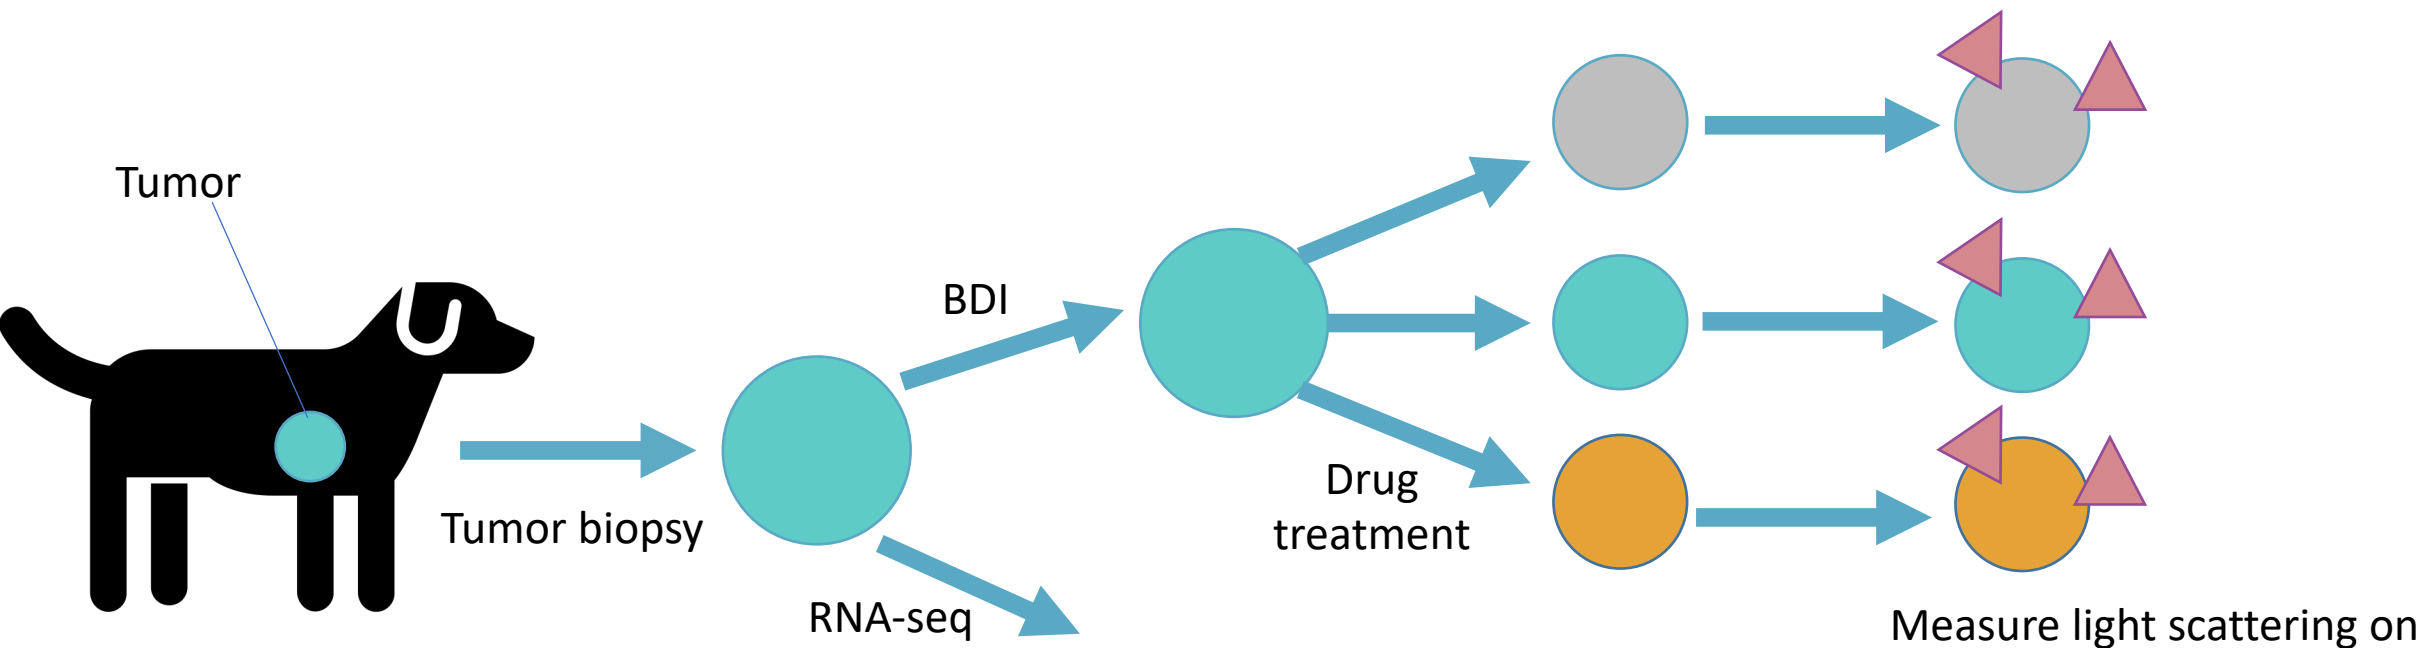 Tumor
Tumor biopsy
BDI
RNA-seq
Drug
treatment
Measure light scattering on